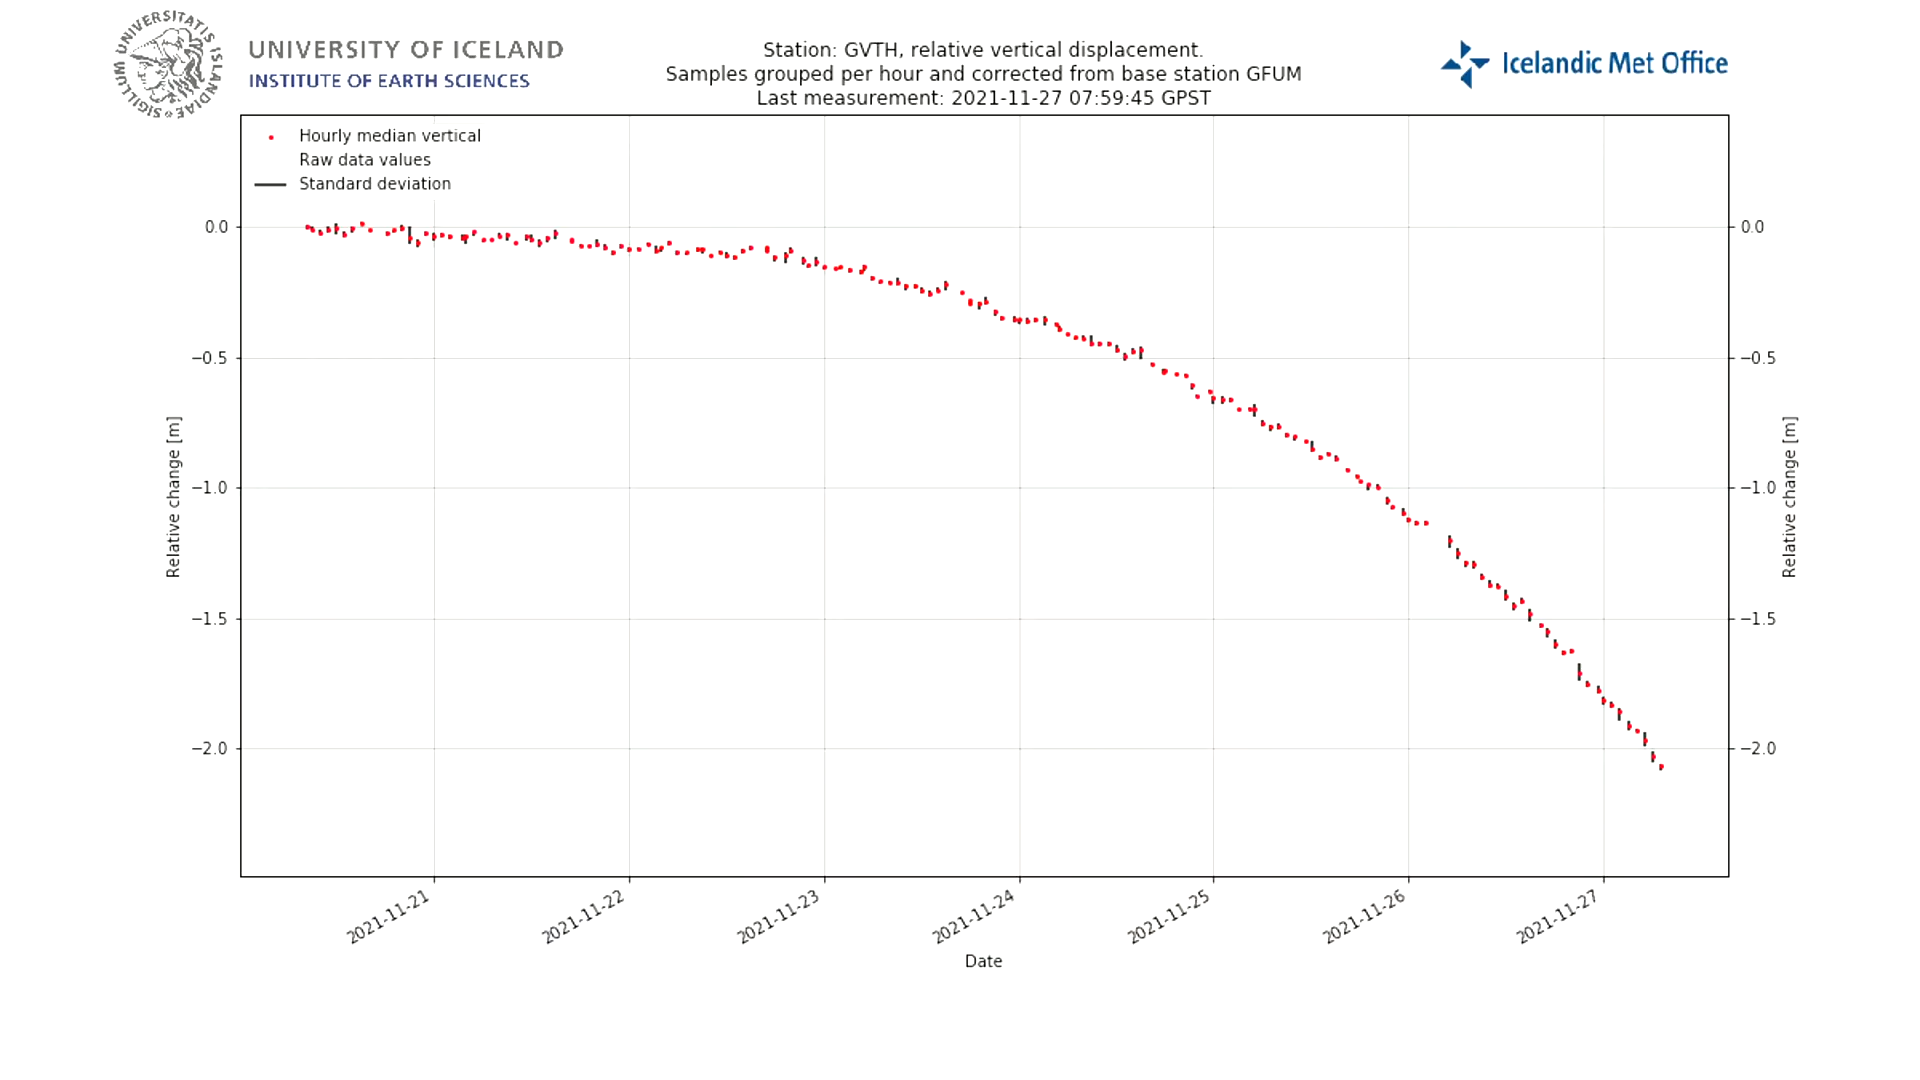 SIGILLUM UNIVERSITATIS ISLANDIAE
UNIVERSITY OF ICELAND
INSTITUTE OF EARTH SCIENCES
Station: GVTH, relative vertical displacement.
Samples grouped per hour and corrected from base station GFUM
Last measurement: 2021-11-27 07:59:45 GPST
Icelandic Met Office
Hourly median vertical
Raw data values
Standard deviation
0.0
−0.5
−1.0
−1.5
−2.0
Relative change [m]
0.0
−0.5
−1.0
−1.5
−2.0
Relative change [m]
2021-11-21
2021-11-22
2021-11-23
2021-11-24
2021-11-25
2021-11-26
2021-11-27
Date